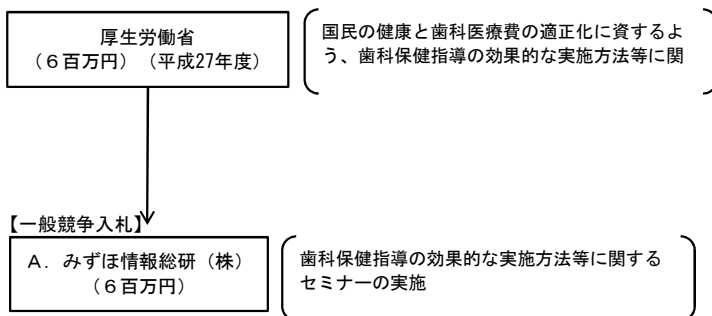 厚生労働省
（６百万円）（平成27年度）
国民の健康と歯科医療費の適正化に資するよ
う、歯科保健指導の効果的な実施方法等に関
【一般競争入札】
Ａ．みずほ情報総研（株）
（６百万円）
歯科保健指導の効果的な実施方法等に関する
セミナーの実施